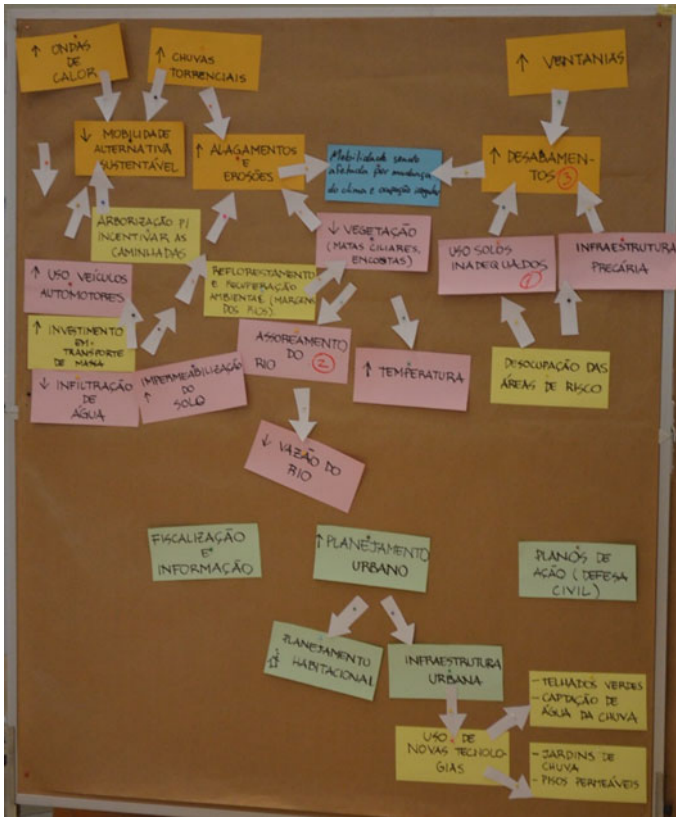 ↑ ONDAS
DE
CALOR
↑ CHUVAS
TORRENCIAIS
↑ VENTANIAS
↓ MOBILIDADE
ALTERNATIVA
SUSTENTÁVEL
↑ ALAGAMENTOS
E
EROSÕES
Mobilidade sendo
afetada por mudança
do clima e ocupação
↑ DESABAMEN-
TOS 3
ARBORIZAÇÃO P/
INCENTIVAR AS
CAMINHADAS
↓ VEGETAÇÃO
(MATAS CILIARES,
ENCOSTAS)
USO SOLOS
INADEQUADOS
1
INFRAESTRUTURA
PRECÁRIA
↑ USO VEÍCULOS
AUTOMOTORES
REFLORESTAMENTO
E RECUPERAÇÃO
AMBIENTAL (MARGENS
DOS RIOS)
↑ INVESTIMENTO
EM
TRANSPORTE
DE MASSA
ASSOREAMENTO
DO
RIO 2
↑ TEMPERATURA
DESOCUPAÇÃO DAS
ÁREAS DE RISCO
↓ INFILTRAÇÃO
DE
ÁGUA
↑ IMPERMEABILIZAÇÃO
DO
SOLO
↓ VAZÃO DO
RIO
FISCALIZAÇÃO
E
INFORMAÇÃO
↑ PLANEJAMENTO
URBANO
PLANOS DE
AÇÃO (DEFESA
CIVIL)
PLANEJAMENTO
HABITACIONAL
INFRAESTRUTURA
URBANA
USO DE
NOVAS TECNOLO-
GIAS
- TELHADOS VERDES
- CAPTAÇÃO DE
ÁGUA DA CHUVA
- JARDINS DE
CHUVA
- PISOS PERMEÁVEIS